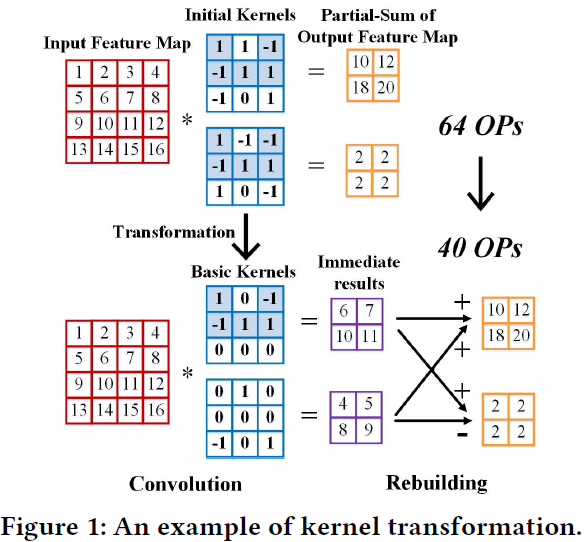 Initial Kernels
Partial-Sum of
Output Feature Map
Input Feature Map
1 2 3 4
5 6 7 8
9 10 11 12
13 14 15 16
*
1 1 -1
-1 1 1
-1 0 1
=
10 12
18 20
1 -1 -1
-1 1 1
1 0 -1
=
2 2
2 2
64 OPs
40 OPs
Transformation
Basic Kernels
Immediate
results
1 2 3 4
5 6 7 8
9 10 11 12
13 14 15 16
*
1 0 -1
-1 1 1
0 0 0
=
6 7
10 11
0 1 0
0 0 0
-1 0 1
=
4 5
8 9
+
+
+
-
10 12
18 20
2 2
2 2
Convolution
Rebuilding
Figure 1: An example of kernel transformation.